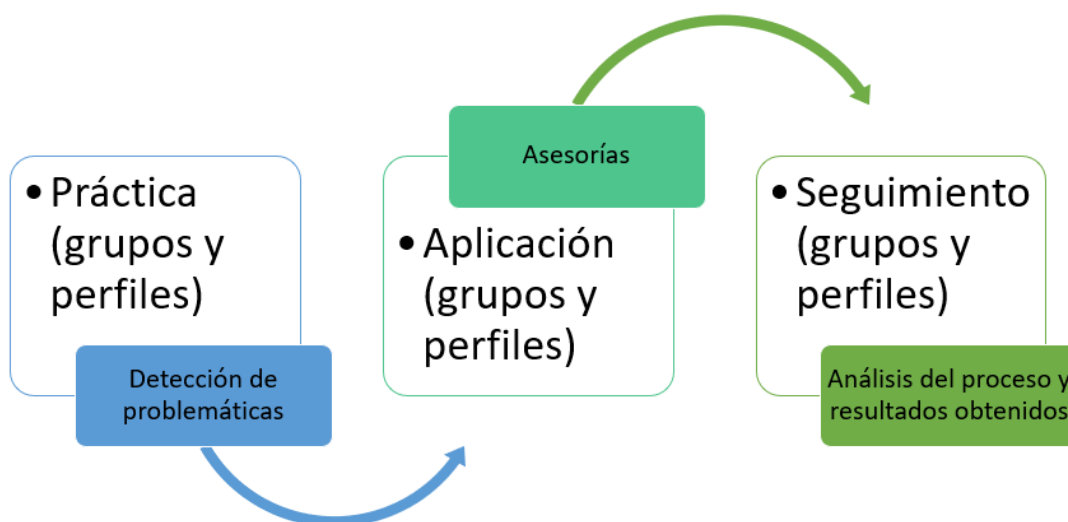 • Práctica
(grupos y
perfiles)
Detección de
problemáticas
Asesorías
• Aplicación
(grupos y
perfiles)
• Seguimiento
(grupos y
perfiles)
Análisis del proceso y
resultados obtenidos